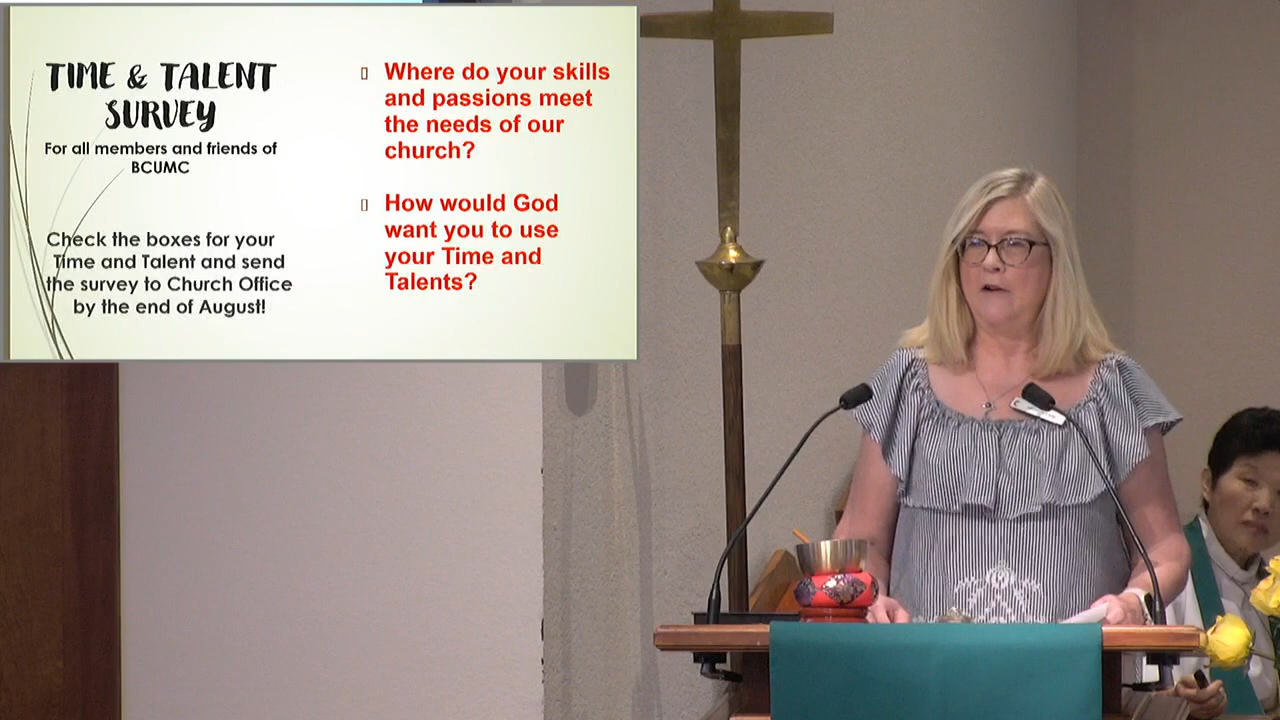 TIME & TALENT
SURVEY
For all members and friends of
BCUMC
Check the boxes for your
Time and Talent and send
the survey to Church Office
by the end of August!
Where do your skills
and passions meet
the needs of our
church?
How would God
want you to use
your Time and
Talents?